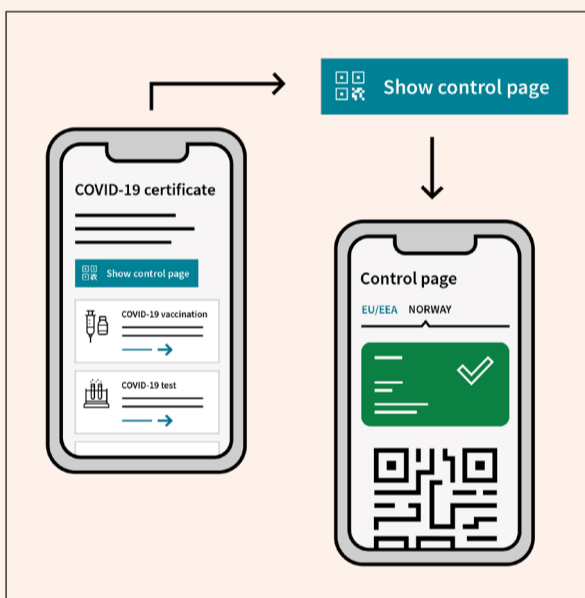 COVID-19 certificate
Show control page
COVID-19 vaccination
COVID-19 test
Show control page
Control page
EU/EEA NORWAY